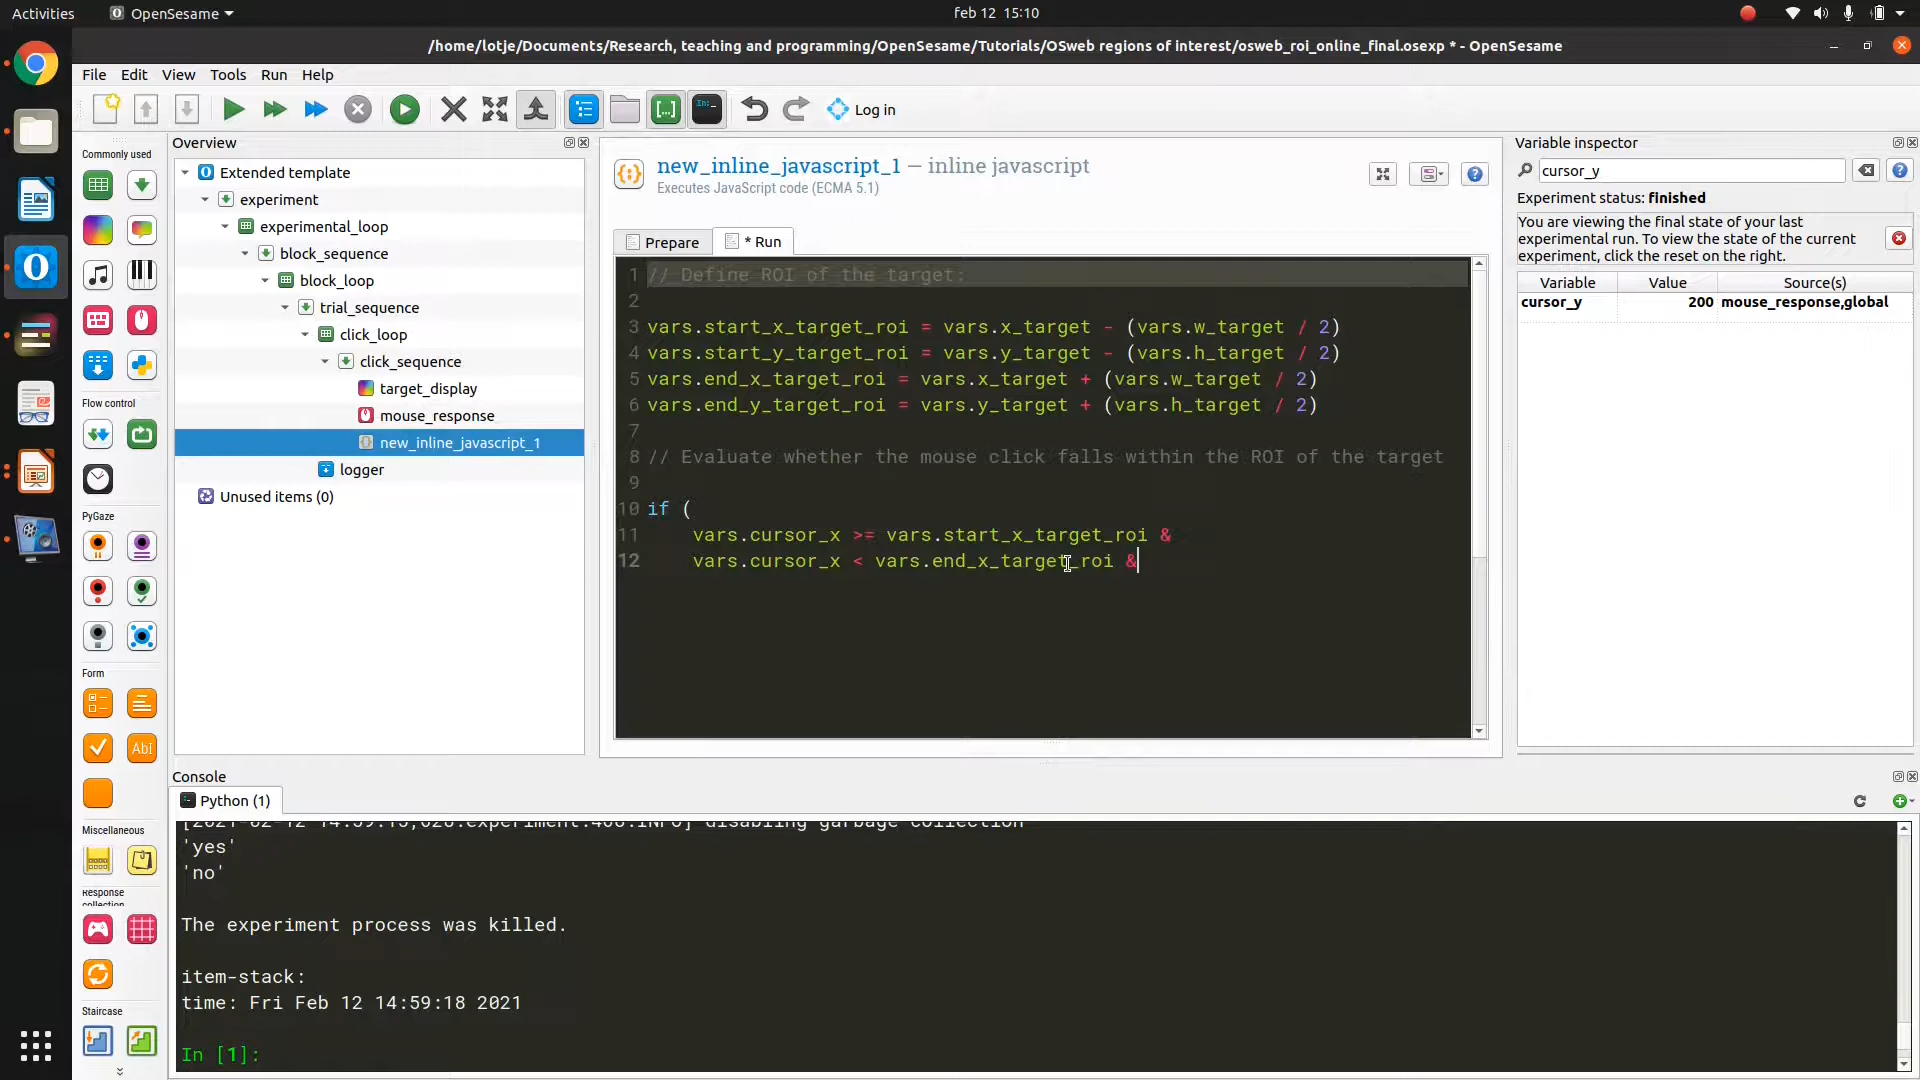 Activities
OpenSesame
feb 12 15:10
/home/lotje/Documents/Research, teaching and programming/OpenSesame/Tutorials/OSweb regions of interest/osweb_roi_online_final.osexp * - OpenSesame
File Edit View Tools Run Help
Log in
Commonly used
Flow control
PyGaze
Form
Abi
Miscellaneous
Response
collection
Staircase
Overview
Extended template
experiment
experimental_loop
block_sequence
block_loop
trial_sequence
click_loop
click_sequence
target_display
mouse_response
new_inline_javascript_1
logger
Unused items (0)
new_inline_javascript_1 — inline javascript
Executes JavaScript code (ECMA 5.1)
Prepare
* Run
1 // Define ROI of the target:
2
3 vars.start_x_target_roi = vars.x_target - (vars.w_target / 2)
4 vars.start_y_target_roi = vars.y_target - (vars.h_target / 2)
5 vars.end_x_target_roi = vars.x_target + (vars.w_target / 2)
6 vars.end_y_target_roi = vars.y_target + (vars.h_target / 2)
7
8 // Evaluate whether the mouse click falls within the ROI of the target
9
10 if (
11 vars.cursor_x >= vars.start_x_target_roi &
12 vars.cursor_x < vars.end_x_target_roi &
Variable inspector
cursor_y
Experiment status: finished
You are viewing the final state of your last
experimental run. To view the state of the current
experiment, click the reset on the right.
Variable Value Source(s)
cursor_y 200 mouse_response,global
Console
Python (1)
[2021-02-12 14:59:15,628:experiment:408:INFO] disabling garbage collection
'yes'
'no'
The experiment process was killed.
item-stack:
time: Fri Feb 12 14:59:18 2021
In [1]: